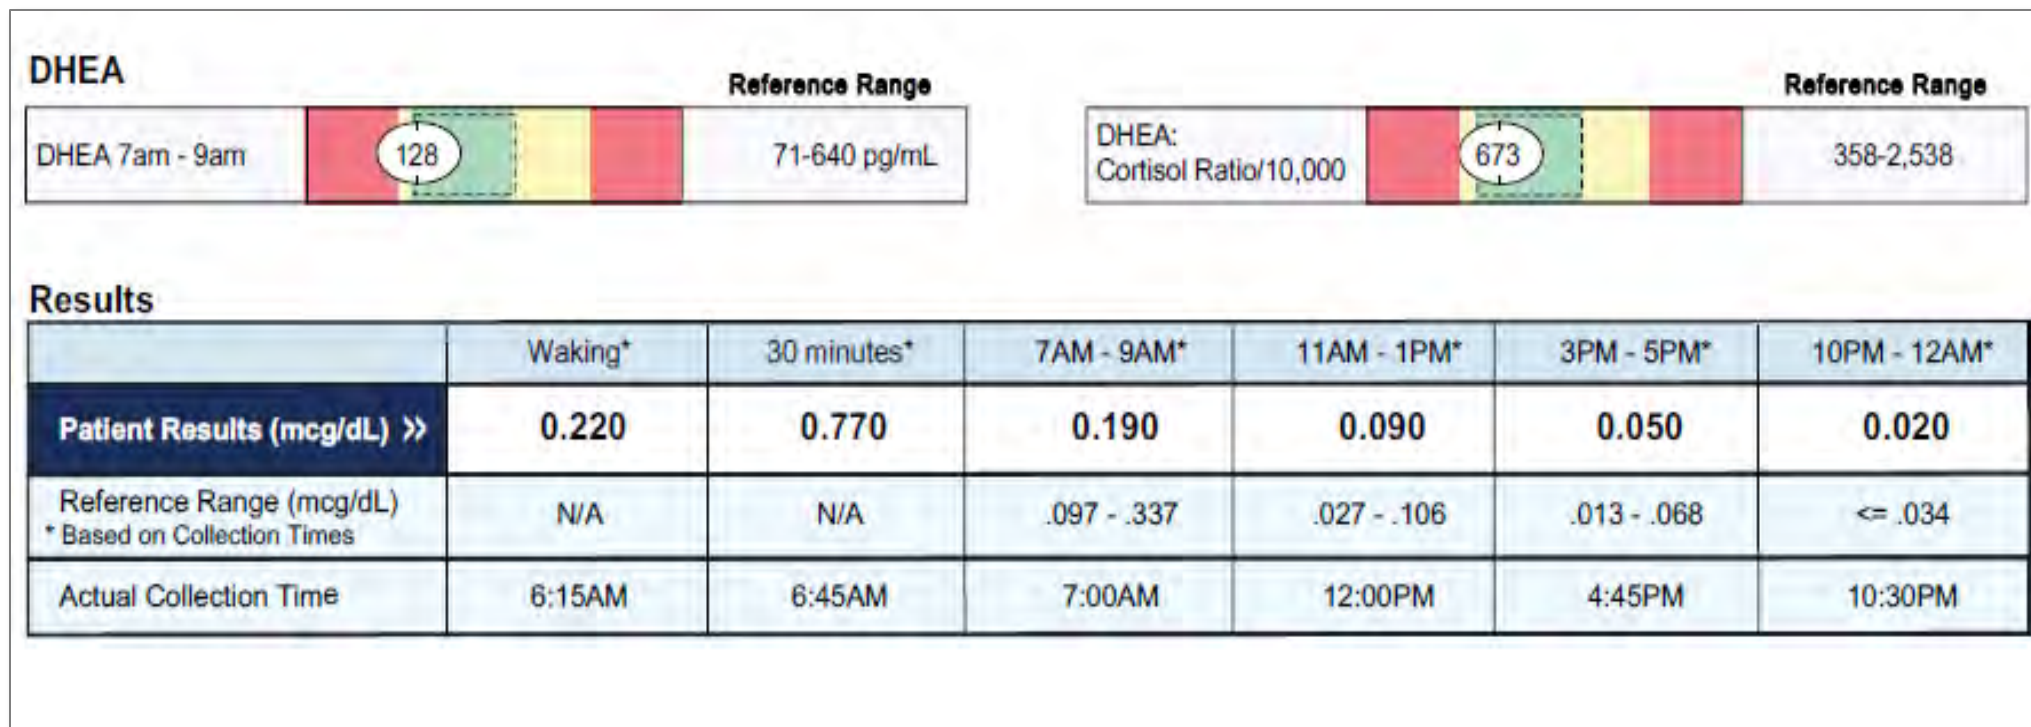 DHEA
Reference Range
DHEA 7am - 9am 128 71-640 pg/mL
Reference Range
DHEA:
Cortisol Ratio/10,000 673 358-2,538
Results
Waking* 30 minutes* 7AM - 9AM* 11AM - 1PM* 3PM - 5PM* 10PM - 12AM*
Patient Results (mcg/dL) » 0.220 0.770 0.190 0.090 0.050 0.020
Reference Range (mcg/dL) N/A N/A .097 - .337 .027 - .106 .013 - .068 <= .034
* Based on Collection Times
Actual Collection Time 6:15AM 6:45AM 7:00AM 12:00PM 4:45PM 10:30PM